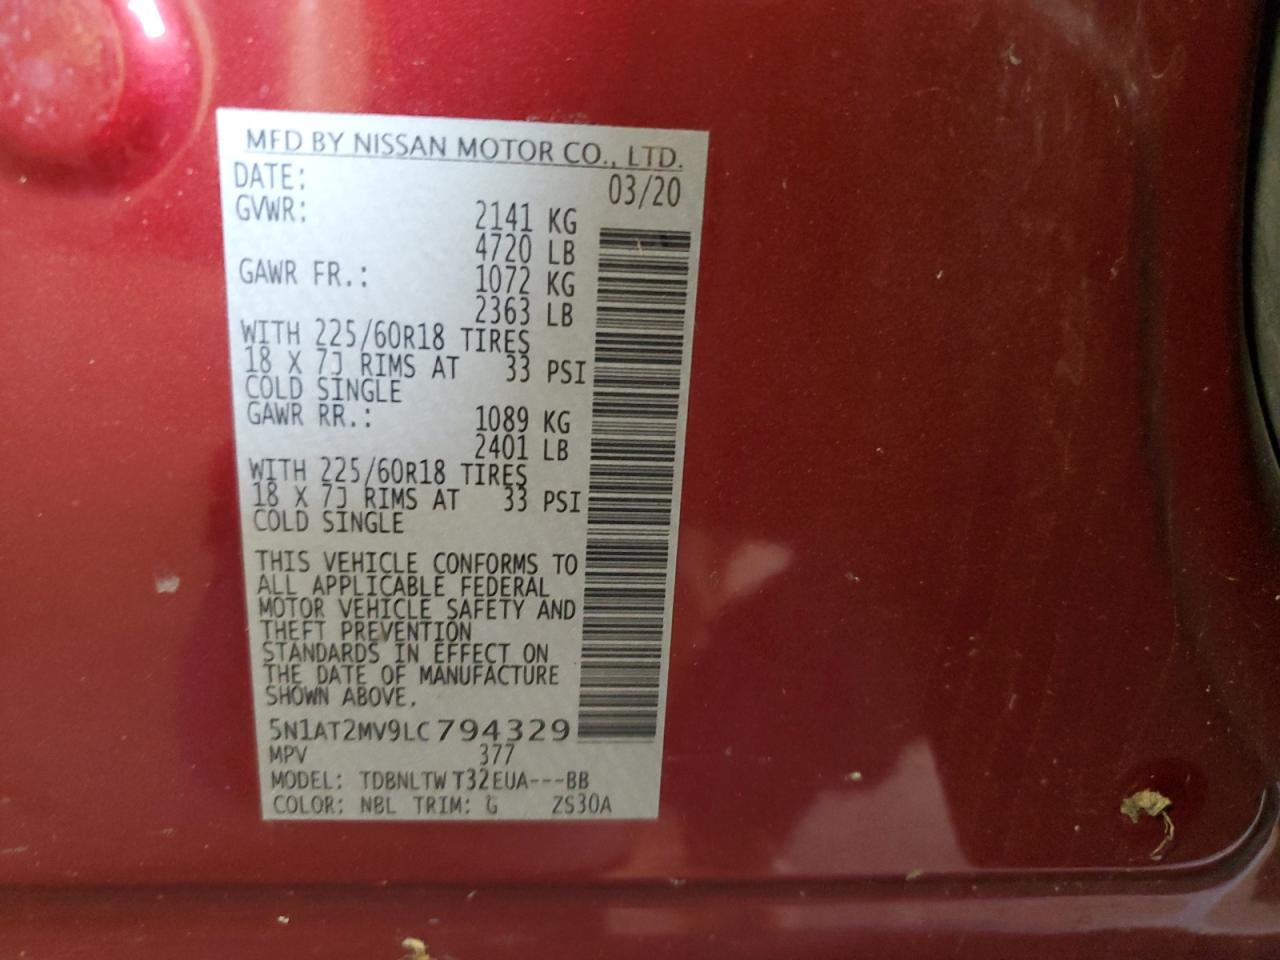 MFD BY NISSAN MOTOR CO., LTD.
DATE: 03/20
GVWR: 2141 KG
4720 LB
GAWR FR.: 1072 KG
2363 LB
WITH 225/60R18 TIRES
18 X 7J RIMS AT 33 PSI
COLD SINGLE
GAWR RR.: 1089 KG
2401 LB
WITH 225/60R18 TIRES
18 X 7J RIMS AT 33 PSI
COLD SINGLE
THIS VEHICLE CONFORMS TO
ALL APPLICABLE FEDERAL
MOTOR VEHICLE SAFETY AND
THEFT PREVENTION
STANDARDS IN EFFECT ON
THE DATE OF MANUFACTURE
SHOWN ABOVE.
5N1AT2MV9LC794329
MPV 377
MODEL: TDBNLTWT32EUA---BB
COLOR: NBL TRIM: G ZS30A